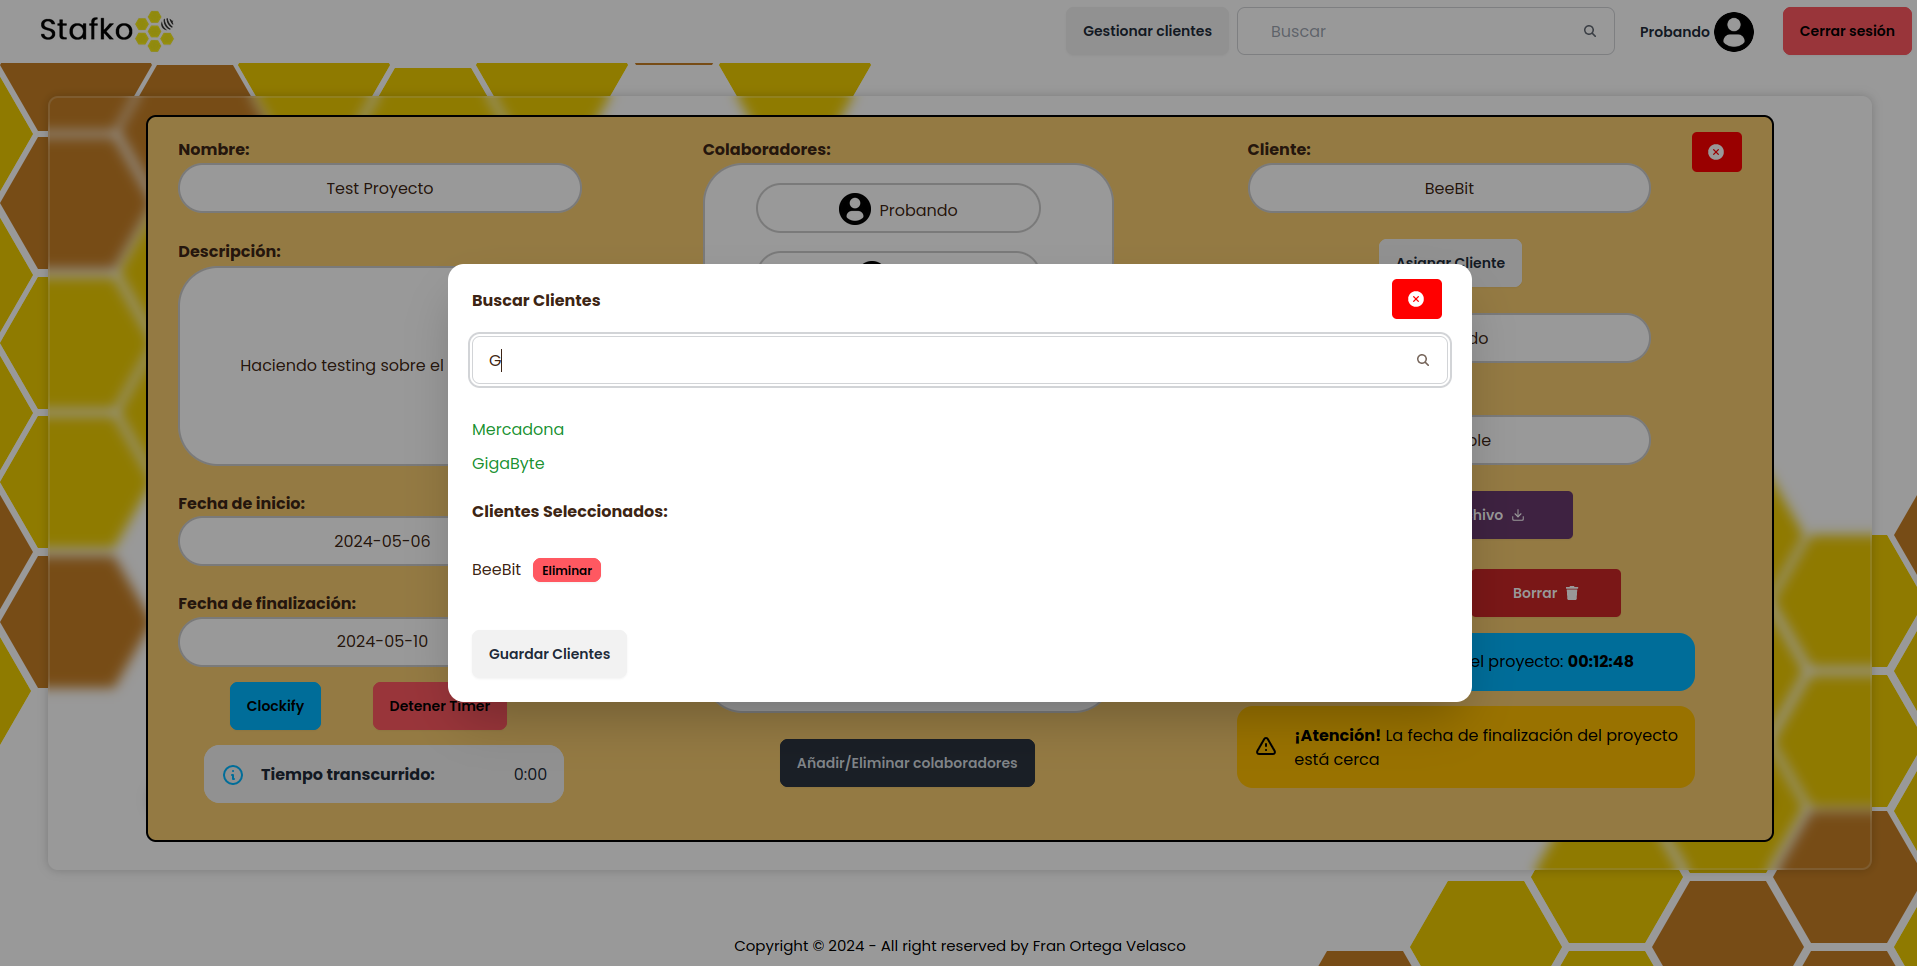 Stafko
Gestionar clientes
Buscar
Probando
Cerrar sesión
Nombre:
Test Proyecto
Colaboradores:
Probando
Cliente:
BeeBit
Descripción:
Haciendo testing sobre el
Asignar Cliente
Buscar Clientes
G
do
Mercadona
GigaByte
ble
Clientes Seleccionados:
BeeBit Eliminar
Guardar Clientes
Fecha de inicio:
2024-05-06
hivo
Fecha de finalización:
2024-05-10
Borrar
el proyecto: 00:12:48
Clockify
Detener Timer
Tiempo transcurrido: 0:00
Añadir/Eliminar colaboradores
¡Atención! La fecha de finalización del proyecto
está cerca
Copyright © 2024 - All right reserved by Fran Ortega Velasco